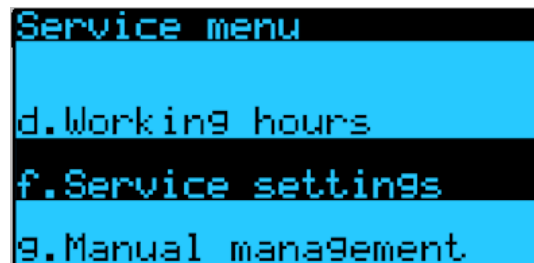 Service menu
d.Working hours
f.Service settings
g.Manual management